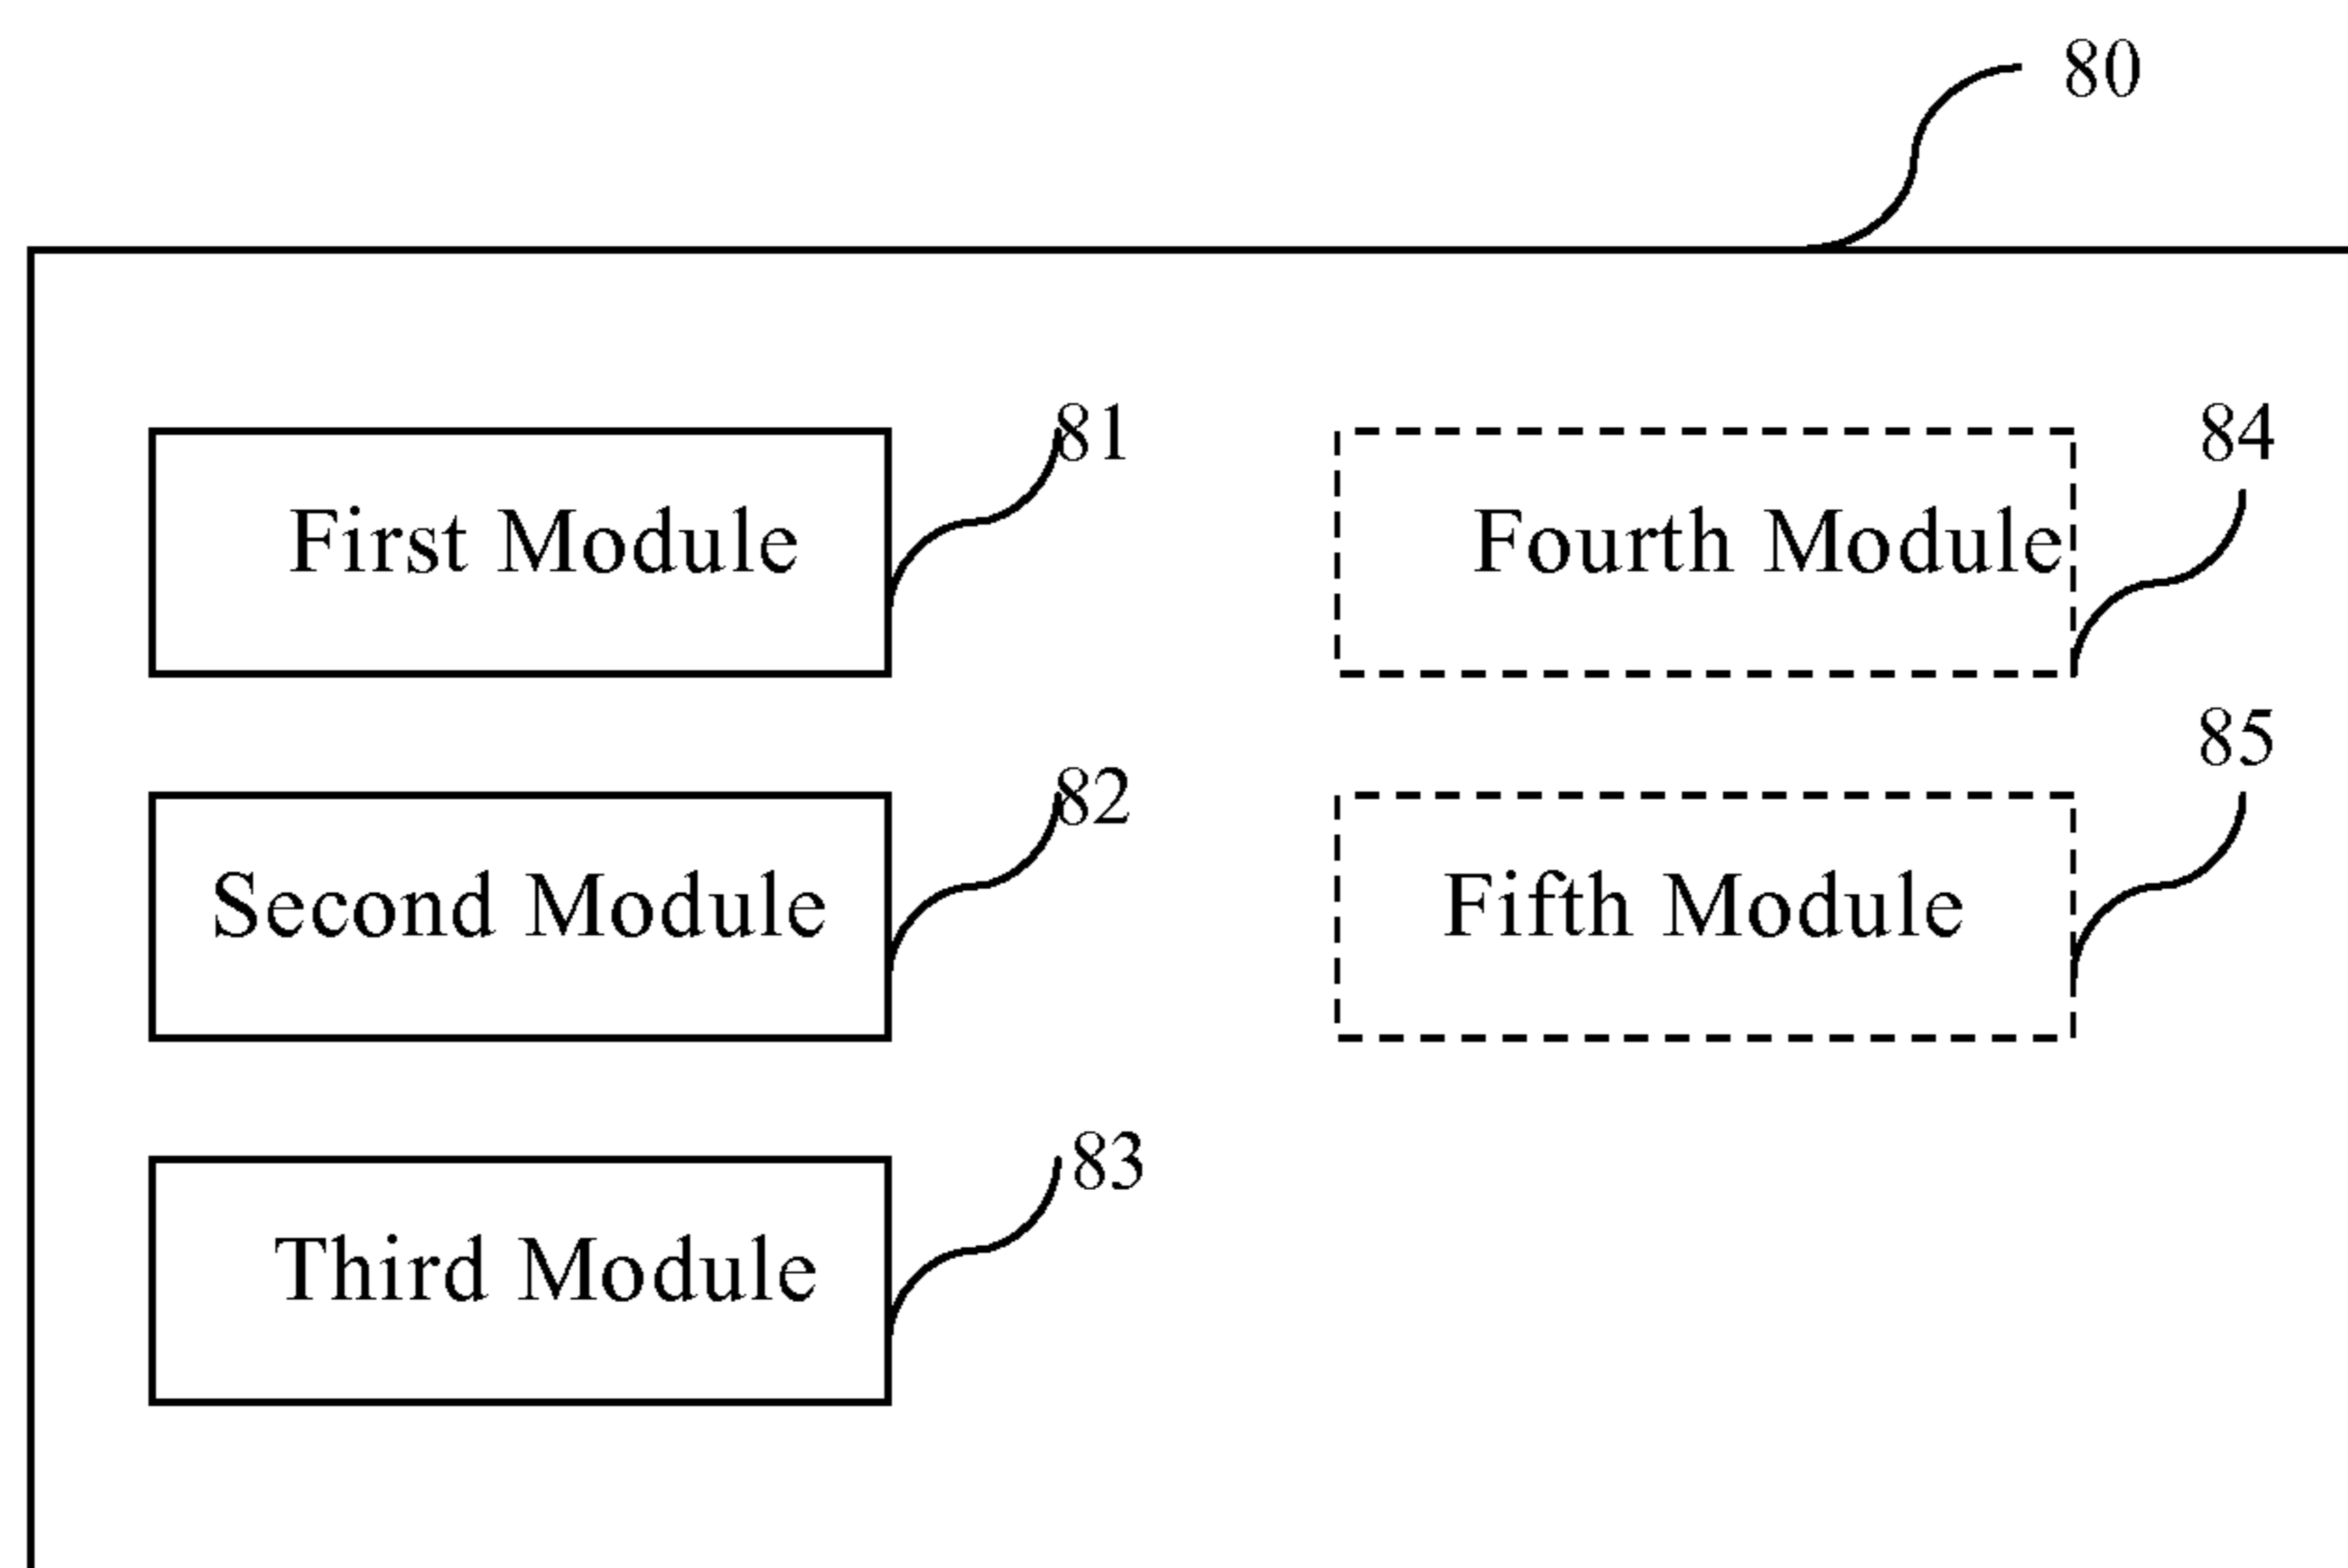 80
First Module
81
Fourth Module
84
Second Module
82
Fifth Module
85
Third Module
83